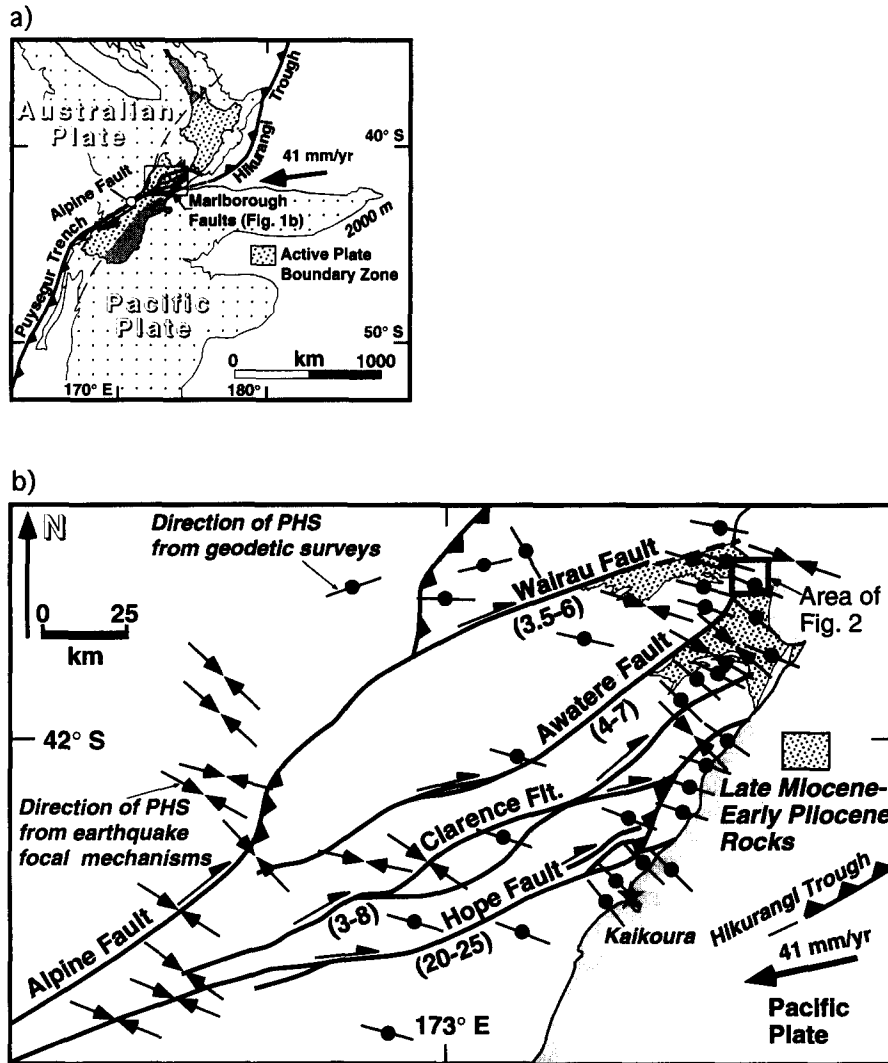 a)
Australian
Plate
Trough
Hikurangi
40° S
41 mm/yr
Alpine Fault
Marlborough
Faults (Fig. 1b)
2000 m
Puysegur Trench
Active Plate
Boundary Zone
Pacific
Plate
50° S
0 km 1000
170° E 180°
b)
N
Direction of PHS
from geodetic surveys
Wairau Fault
(3.5-6)
Area of
Fig. 2
0 25
km
Awatere Fault
(4-7)
42° S
Clarence Flt.
Late Miocene-
Early Pliocene
Rocks
Direction of PHS
from earthquake
focal mechanisms
Hope Fault
(3-8)
(20-25)
Alpine Fault
Kaikoura
Hikurangi Trough
41 mm/yr
173° E
Pacific
Plate